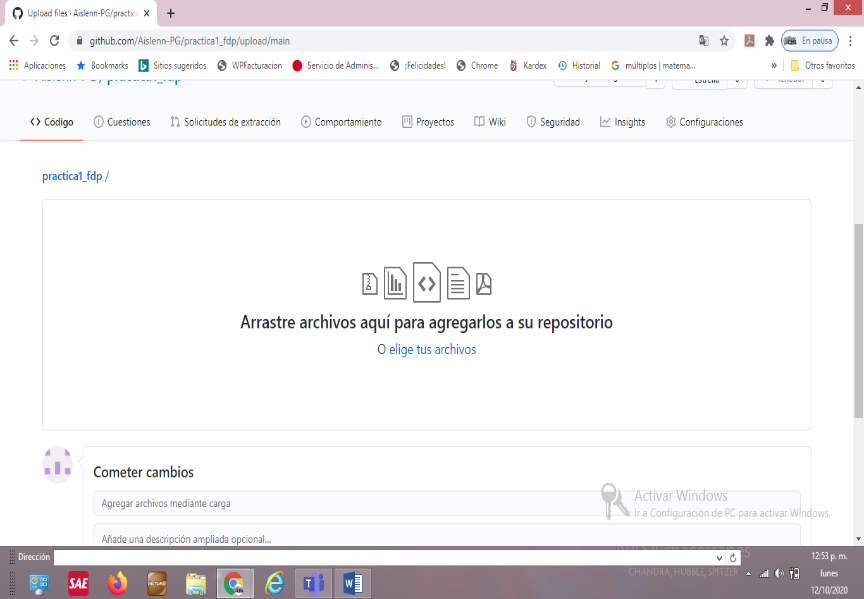 Upload files · Aislenn-PG/practic
github.com/Aislenn-PG/practica1_fdp/upload/main
En pausa
Aplicaciones
Bookmarks
Sitios sugeridos
WPFacturacion
Servicio de Adminis...
¡Felicidades!
Chrome
Kardex
Historial
múltiplos | matema...
»
Otros favoritos
Código
Cuestiones
Solicitudes de extracción
Comportamiento
Proyectos
Wiki
Seguridad
Insights
Configuraciones
practica1_fdp /
Arrastre archivos aquí para agregarlos a su repositorio
O elige tus archivos
Cometer cambios
Agregar archivos mediante carga
Añade una descripción ampliada opcional...
Activar Windows
Ir a Configuración de PC para activar Windows.
Dirección
CHANDRA, HUBBLE, SPITZER
SAE
12:53 p. m.
lunes
12/10/2020